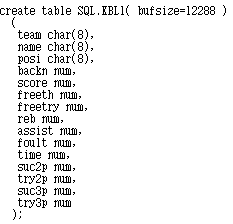 create table SQL.KBL1( bufsize=12288 )
(
team char(8),
name char(8),
posi char(8),
backn num,
score num,
freeth num,
freetry num,
reb num,
assist num,
foult num,
time num,
suc2p num,
try2p num,
suc3p num,
try3p num
);